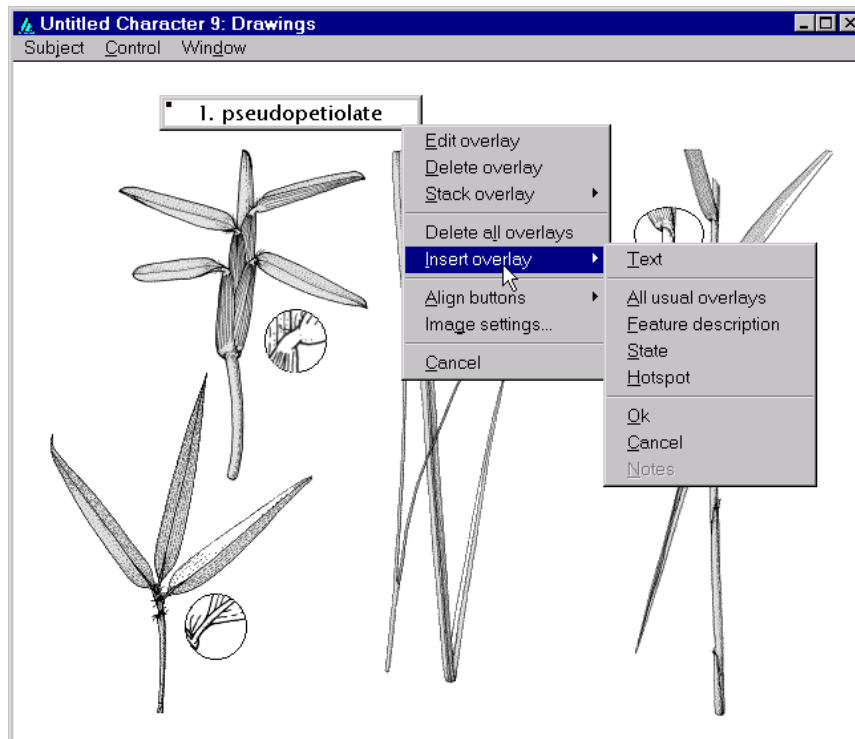 Untitled Character 9: Drawings
Subject Control Window
1. pseudopetiolate
Edit overlay
Delete overlay
Stack overlay
Delete all overlays
Insert overlay
Align buttons
Image settings...
Cancel
Text
All usual overlays
Feature description
State
Hotspot
Ok
Cancel
Notes